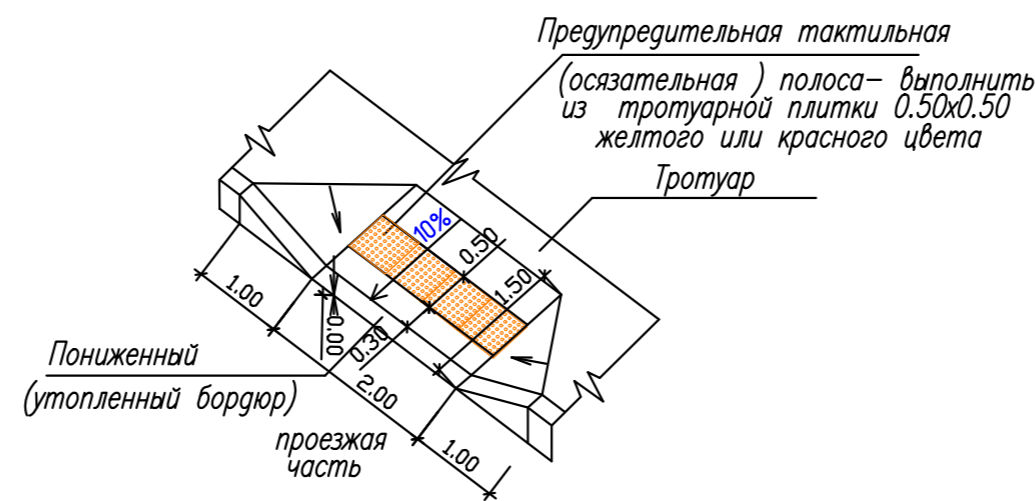 Предупредительная тактильная
(осязательная ) полоса- выполнить
из тротуарной плитки 0.50х0.50
желтого или красного цвета
Тротуар
10%
0.50
1.50
1.00
0.00
0.30
Пониженный
(утопленный бордюр)
2.00
проезжая
часть
1.00